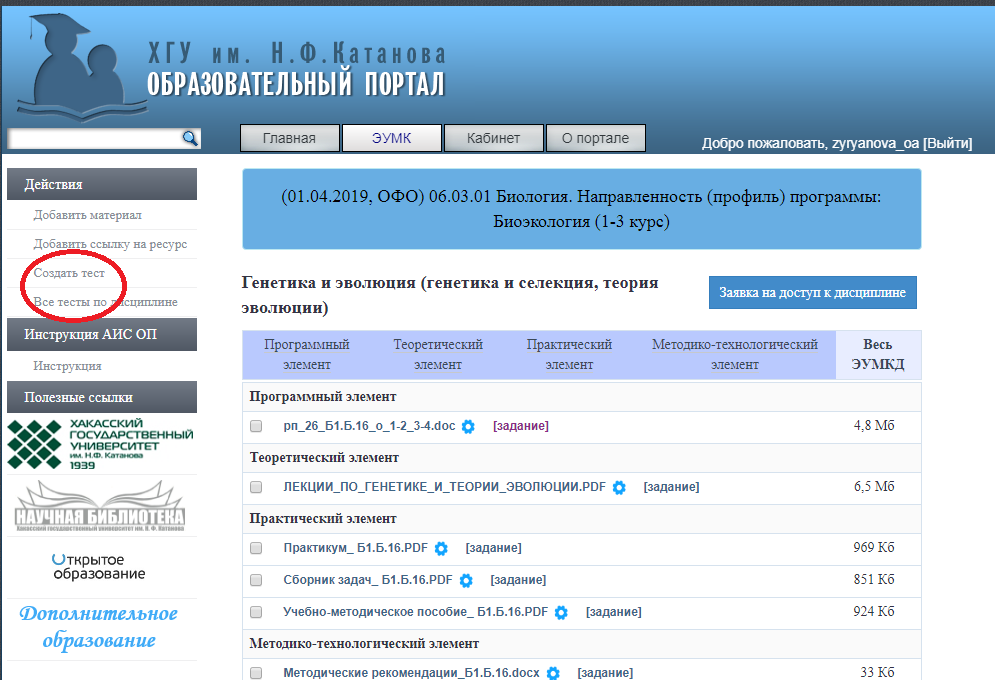 ХГУ им. Н.Ф.Катанова
ОБРАЗОВАТЕЛЬНЫЙ ПОРТАЛ
Главная
ЭУМК
Кабинет
О портале
Добро пожаловать, zyryanova_oa [Выйти]
Действия
Добавить материал
Добавить ссылку на ресурс
Создать тест
Все тесты по дисциплине
Инструкция АИС ОП
Инструкция
Полезные ссылки
ХАКАССКИЙ
ГОСУДАРСТВЕННЫЙ
УНИВЕРСИТЕТ
им. Н.Ф. Катанова
1939
НАУЧНАЯ БИБЛИОТЕКА
Хакасский государственный университет им. Н. Ф. Катанова
Открытое
образование
Дополнительное
образование
(01.04.2019, ОФО) 06.03.01 Биология. Направленность (профиль) программы:
Биоэкология (1-3 курс)
Генетика и эволюция (генетика и селекция, теория
эволюции)
Заявка на доступ к дисциплине
Программный
элемент
Теоретический
элемент
Практический
элемент
Методико-технологический
элемент
Весь
ЭУМКД
Программный элемент
рп_26_Б1.Б.16_о_1-2_3-4.doc [задание] 4,8 Мб
Теоретический элемент
ЛЕКЦИИ_ПО_ГЕНЕТИКЕ_И_ТЕОРИИ_ЭВОЛЮЦИИ.PDF [задание] 6,5 Мб
Практический элемент
Практикум_ Б1.Б.16.PDF [задание] 969 Кб
Сборник задач_ Б1.Б.16.PDF [задание] 851 Кб
Учебно-методическое пособие_ Б1.Б.16.PDF [задание] 924 Кб
Методико-технологический элемент
Методические рекомендации_Б1.Б.16.docx [задание] 33 Кб